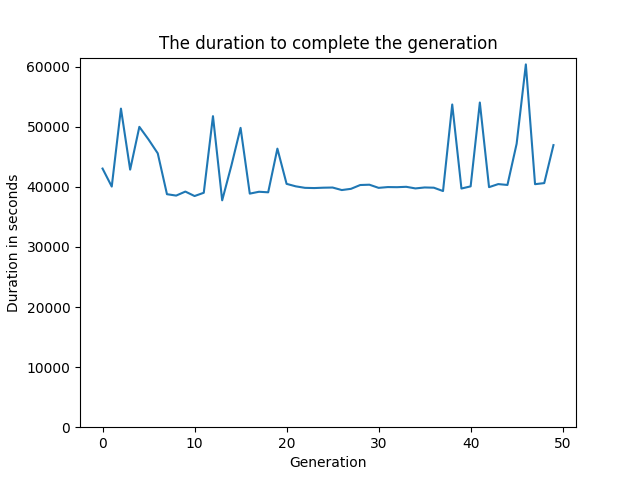 The duration to complete the generation
60000
50000
40000
30000
20000
10000
0
Duration in seconds
0 10 20 30 40 50
Generation